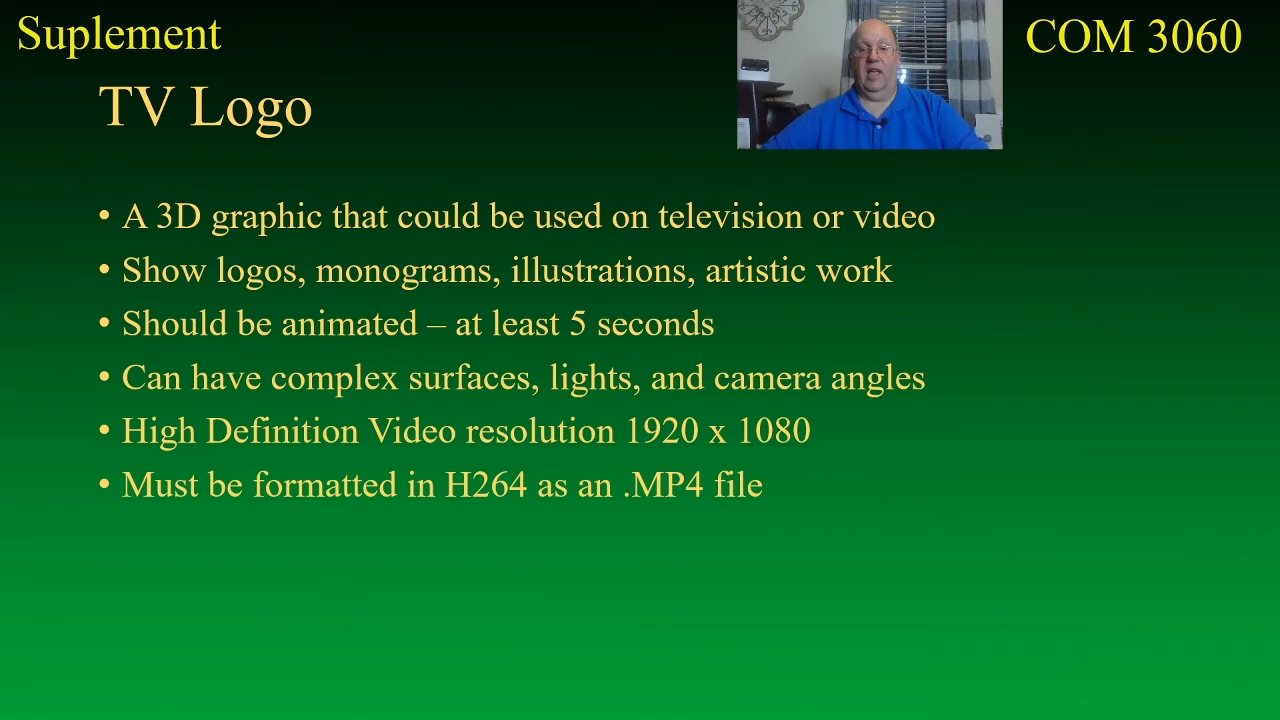 Suplement
COM 3060
TV Logo
• A 3D graphic that could be used on television or video
• Show logos, monograms, illustrations, artistic work
• Should be animated – at least 5 seconds
• Can have complex surfaces, lights, and camera angles
• High Definition Video resolution 1920 x 1080
• Must be formatted in H264 as an .MP4 file